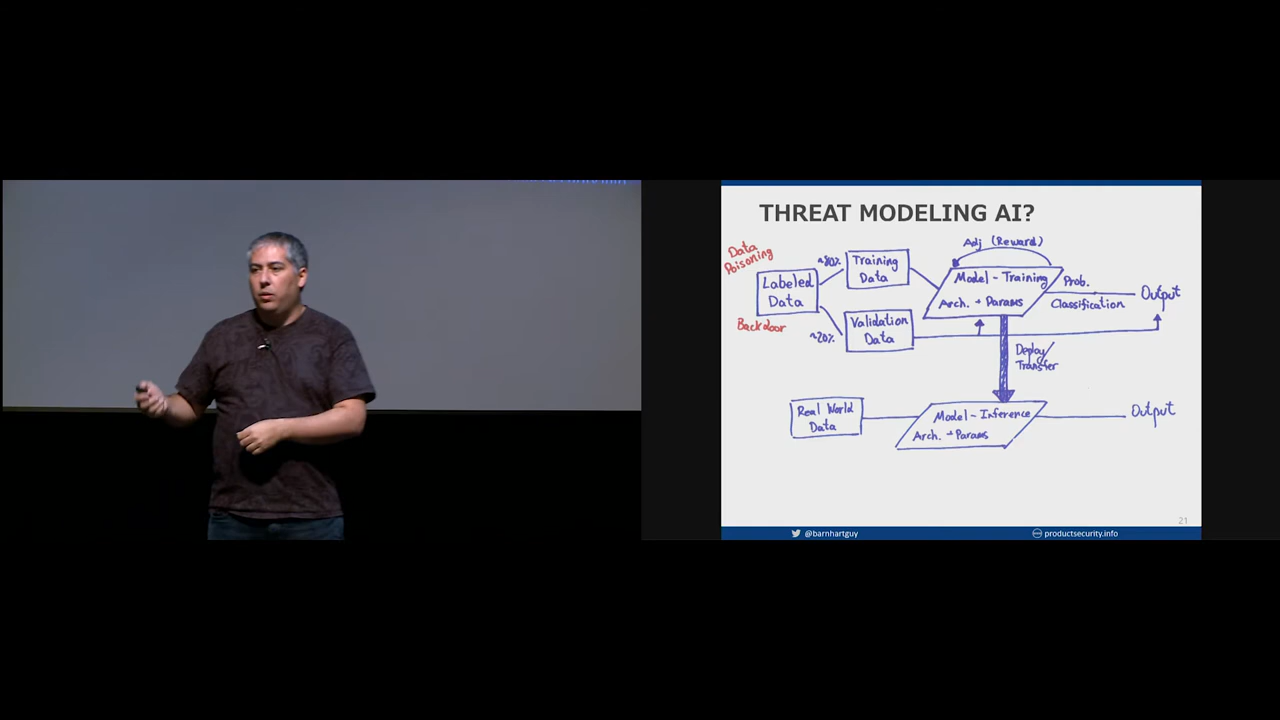 THREAT MODELING AI?
Data
Poisoning
Labeled
Data
Backdoor
~80%
Training
Data
~20%
Validation
Data
Adj (Reward)
Model - Training
Arch. + Params
Prob.
Classification
Output
Deploy/
Transfer
Real World
Data
Model - Inference
Arch. + Params
Output
21
@barnhartguy
productsecurity.info